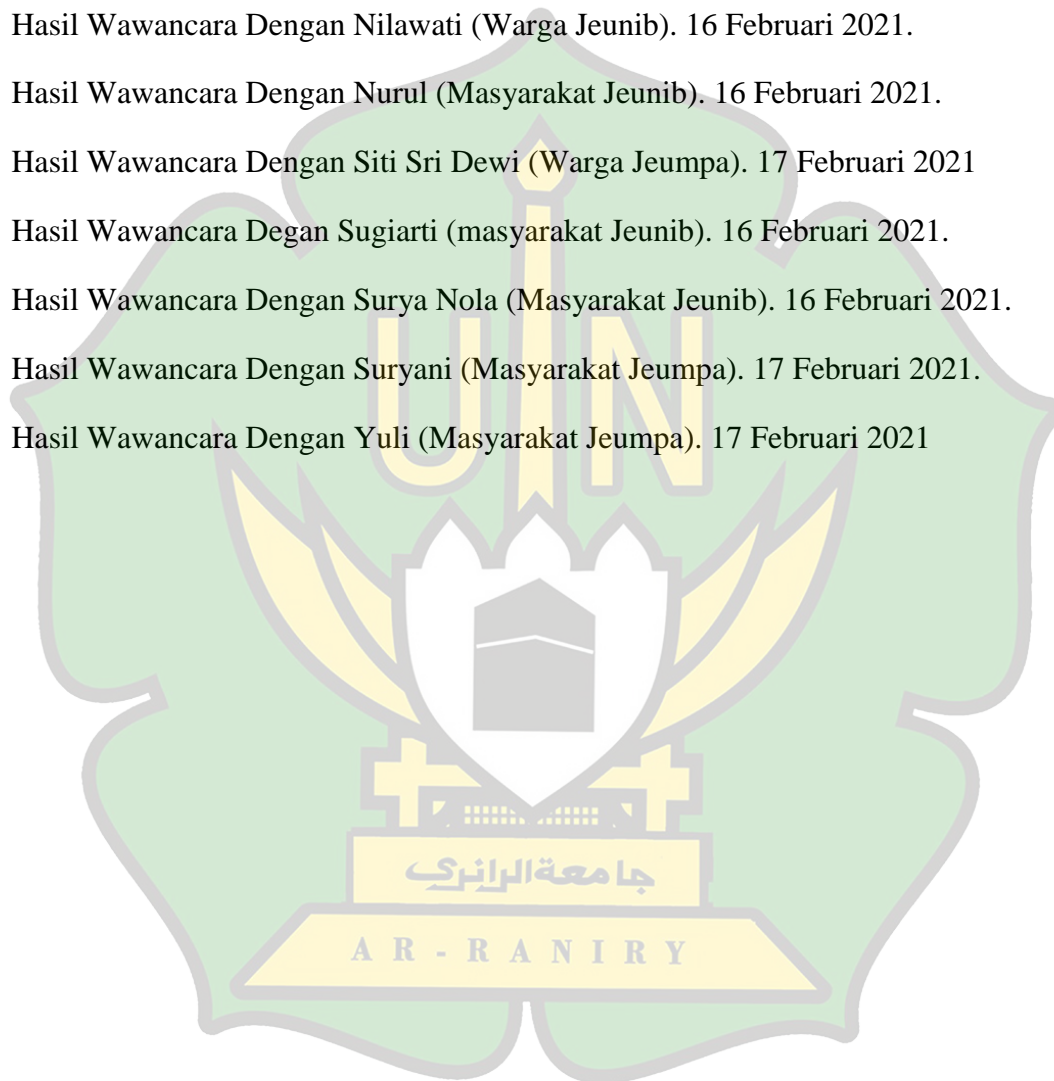 Hasil Wawancara Dengan Nilawati (Warga Jeunib). 16 Februari 2021.
Hasil Wawancara Dengan Nurul (Masyarakat Jeunib). 16 Februari 2021.
Hasil Wawancara Dengan Siti Sri Dewi (Warga Jeumpa). 17 Februari 2021
Hasil Wawancara Degan Sugiarti (masyarakat Jeunib). 16 Februari 2021.
Hasil Wawancara Dengan Surya Nola (Masyarakat Jeunib). 16 Februari 2021.
Hasil Wawancara Dengan Suryani (Masyarakat Jeumpa). 17 Februari 2021.
Hasil Wawancara Dengan Yuli (Masyarakat Jeumpa). 17 Februari 2021
UIN
جامعةالرانري
AR-RANIRY